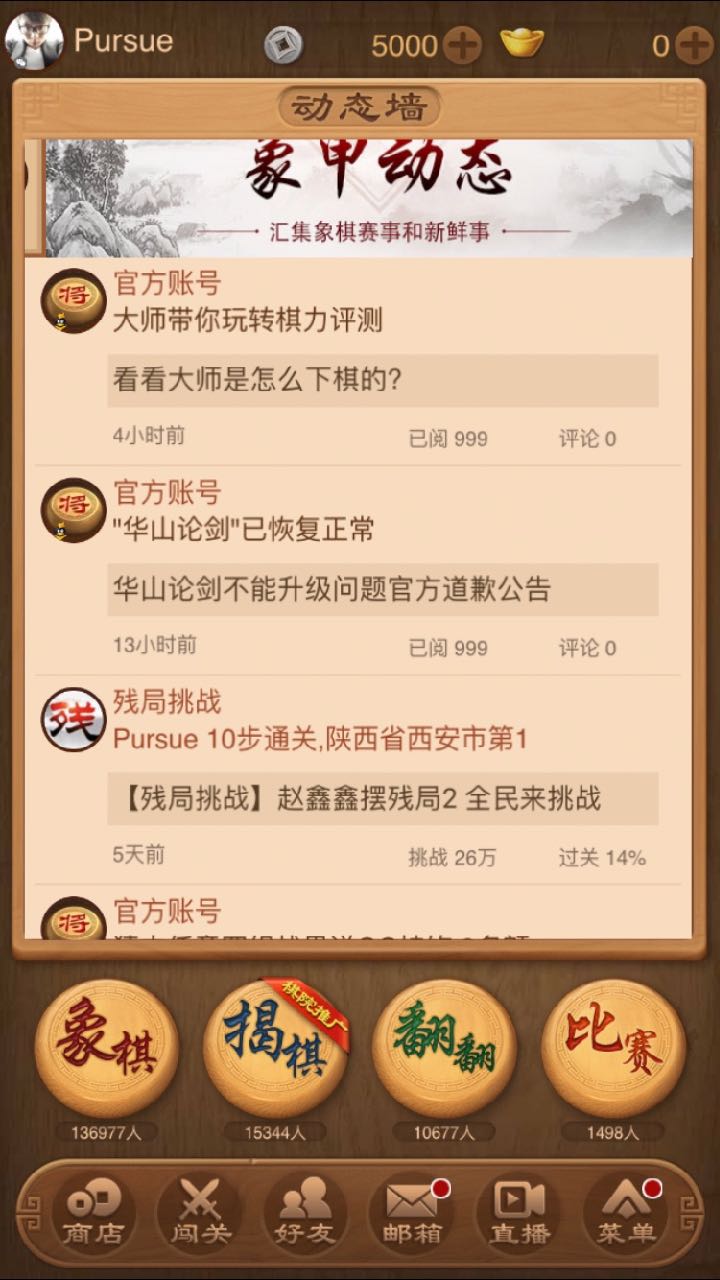 Pursue
5000
0
动态墙
象甲动态
汇集象棋赛事和新鲜事
将
官方账号
大师带你玩转棋力评测
看看大师是怎么下棋的?
4小时前 已阅 999 评论 0
将
官方账号
"华山论剑"已恢复正常
华山论剑不能升级问题官方道歉公告
13小时前 已阅 999 评论 0
残
残局挑战
Pursue 10步通关,陕西省西安市第1
【残局挑战】赵鑫鑫摆残局2 全民来挑战
5天前 挑战 26万 过关 14%
将
官方账号
象棋 揭棋 翻翻 比赛
棋院推广
136977人 15344人 10677人 1498人
商店 闯关 好友 邮箱 直播 菜单